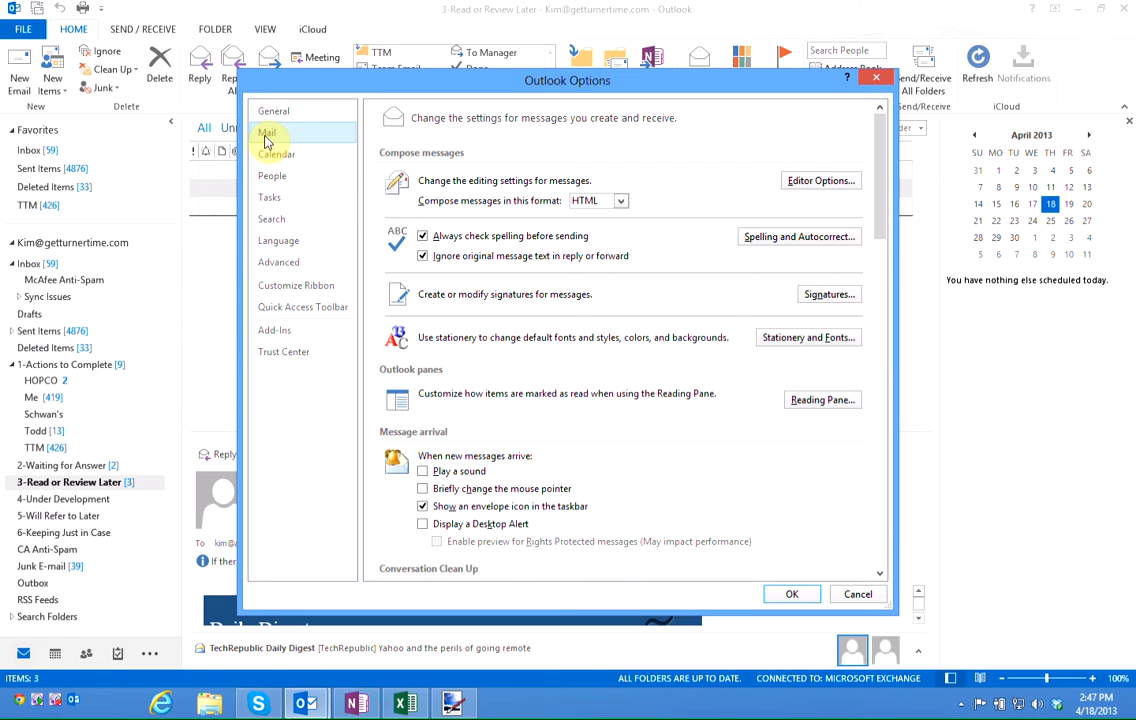 3-Read or Review Later - Kim@getturnertime.com - Outlook
FILE HOME SEND / RECEIVE FOLDER VIEW iCloud
New Email
New Items
Ignore
Clean Up
Junk
Delete
Reply
Meeting
TTM
To Manager
Search People
Send/Receive All Folders
Refresh
Notifications
New Delete Send/Receive iCloud
Outlook Options
General
Mail
Calendar
People
Tasks
Search
Language
Advanced
Customize Ribbon
Quick Access Toolbar
Add-Ins
Trust Center
Change the settings for messages you create and receive.
Compose messages
Change the editing settings for messages.
Editor Options...
Compose messages in this format: HTML
ABC
Always check spelling before sending
Spelling and Autocorrect...
Ignore original message text in reply or forward
Create or modify signatures for messages.
Signatures...
Use stationery to change default fonts and styles, colors, and backgrounds.
Stationery and Fonts...
Outlook panes
Customize how items are marked as read when using the Reading Pane.
Reading Pane...
Message arrival
When new messages arrive:
Play a sound
Briefly change the mouse pointer
Show an envelope icon in the taskbar
Display a Desktop Alert
Enable preview for Rights Protected messages (May impact performance)
Conversation Clean Up
OK Cancel
Favorites
Inbox [59]
Sent Items [4876]
Deleted Items [33]
TTM [426]
Kim@getturnertime.com
Inbox [59]
McAfee Anti-Spam
Sync Issues
Drafts
Sent Items [4876]
Deleted Items [33]
1-Actions to Complete [9]
HOPCO 2
Me [419]
Schwan's
Todd [13]
TTM [426]
2-Waiting for Answer [2]
3-Read or Review Later [3]
4-Under Development
5-Will Refer to Later
6-Keeping Just in Case
CA Anti-Spam
Junk E-mail [39]
Outbox
RSS Feeds
Search Folders
All
Reply
To
If ther
TechRepublic Daily Digest [TechRepublic] Yahoo and the perils of going remote
April 2013
SU MO TU WE TH FR SA
31 1 2 3 4 5 6
7 8 9 10 11 12 13
14 15 16 17 18 19 20
21 22 23 24 25 26 27
28 29 30 1 2 3 4
You have nothing else scheduled today.
ITEMS: 3
ALL FOLDERS ARE UP TO DATE. CONNECTED TO: MICROSOFT EXCHANGE 100%
2:47 PM
4/18/2013